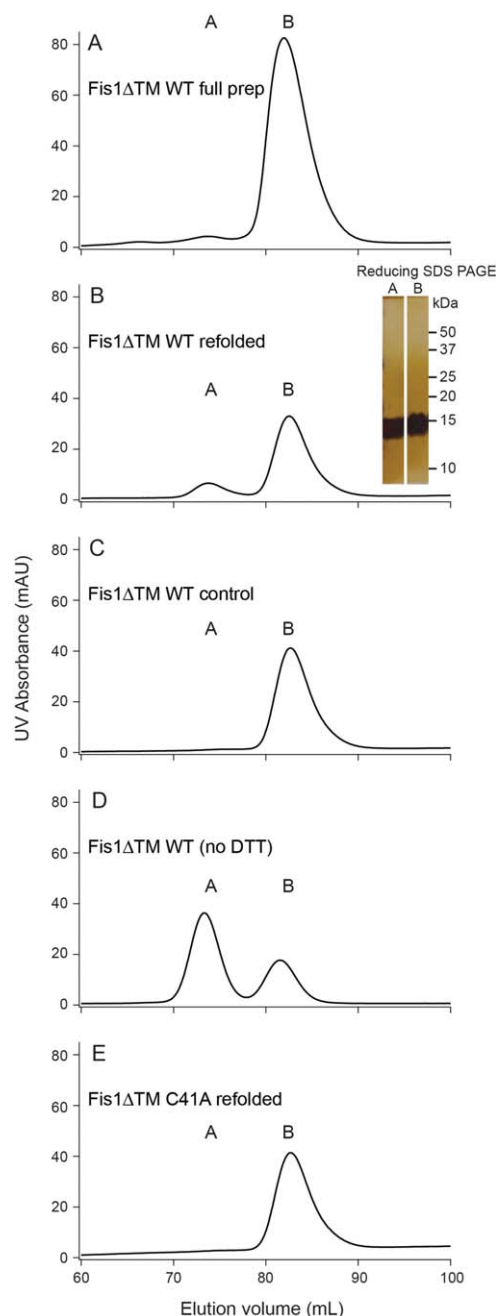 A B
A
Fis1ΔTM WT full prep
80
60
40
20
0
Reducing SDS PAGE
A B
kDa
50
37
25
20
15
10
B
Fis1ΔTM WT refolded
A B
80
60
40
20
0
C
Fis1ΔTM WT control
A B
80
60
40
20
0
UV Absorbance (mAU)
D
Fis1ΔTM WT (no DTT)
A B
80
60
40
20
0
E
Fis1ΔTM C41A refolded
A B
80
60
40
20
0
60 70 80 90 100
Elution volume (mL)